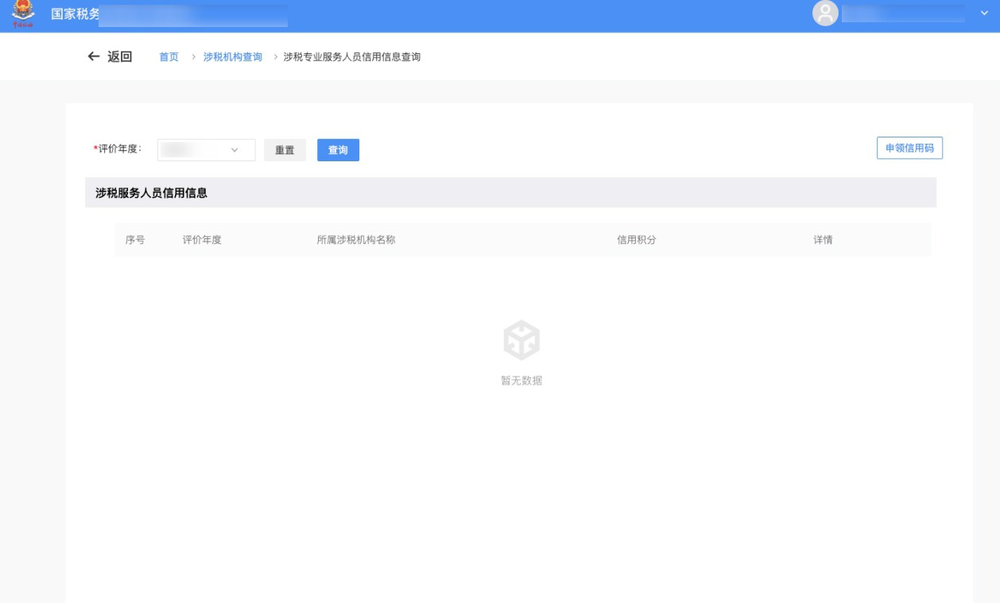 国家税务
返回 首页 > 涉税机构查询 > 涉税专业服务人员信用信息查询
*评价年度: 重置 查询 申领信用码
涉税服务人员信用信息
序号 评价年度 所属涉税机构名称 信用积分 详情
暂无数据